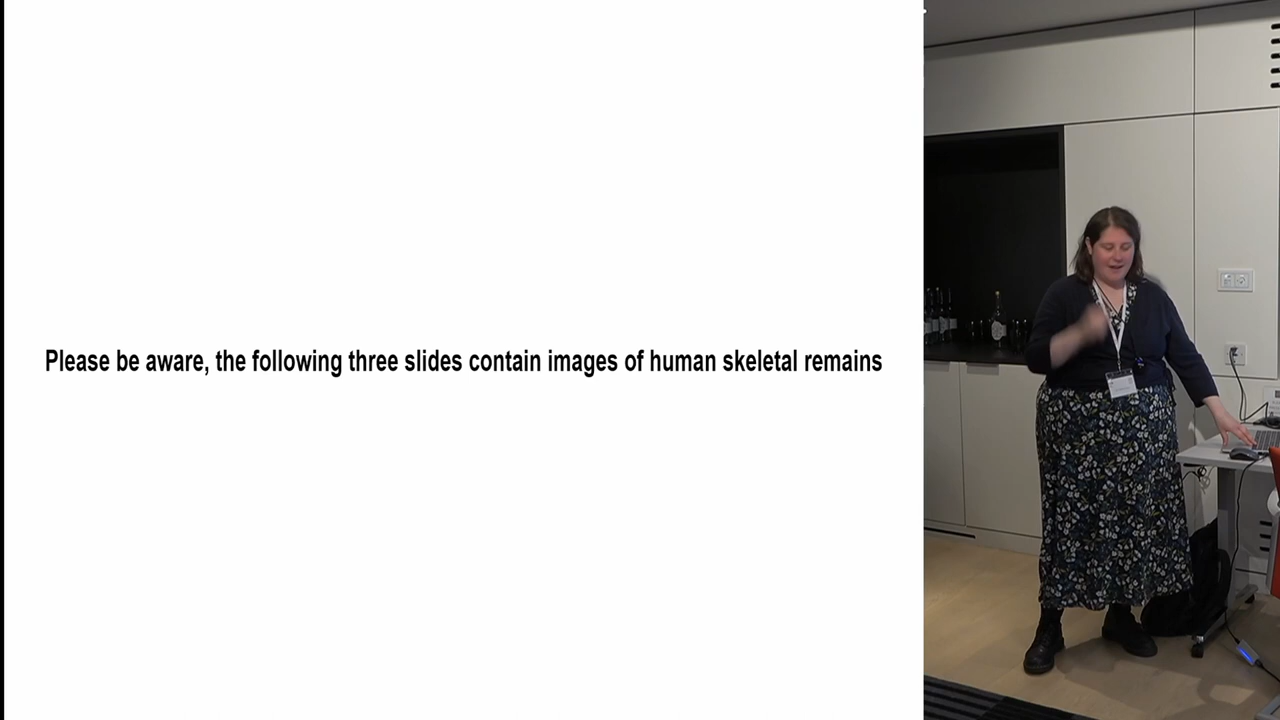 Please be aware, the following three slides contain images of human skeletal remains